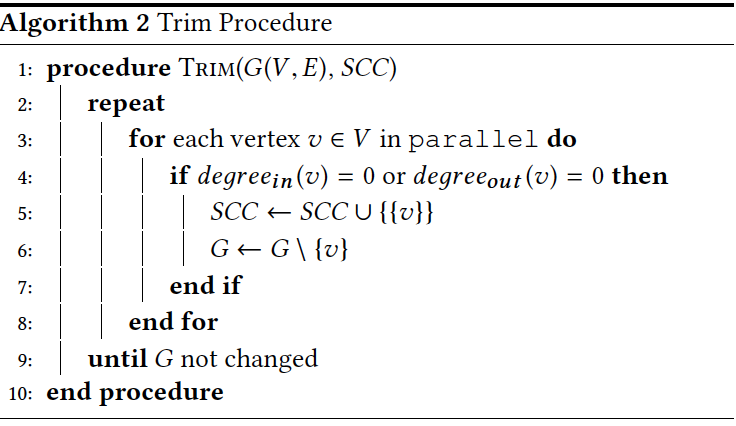 Algorithm 2 Trim Procedure
1: procedure TRIM(G(V, E), SCC)
2: repeat
3: for each vertex v ∈ V in parallel do
4: if degree_in(v) = 0 or degree_out(v) = 0 then
5: SCC ← SCC ∪ {{v}}
6: G ← G \ {v}
7: end if
8: end for
9: until G not changed
10: end procedure